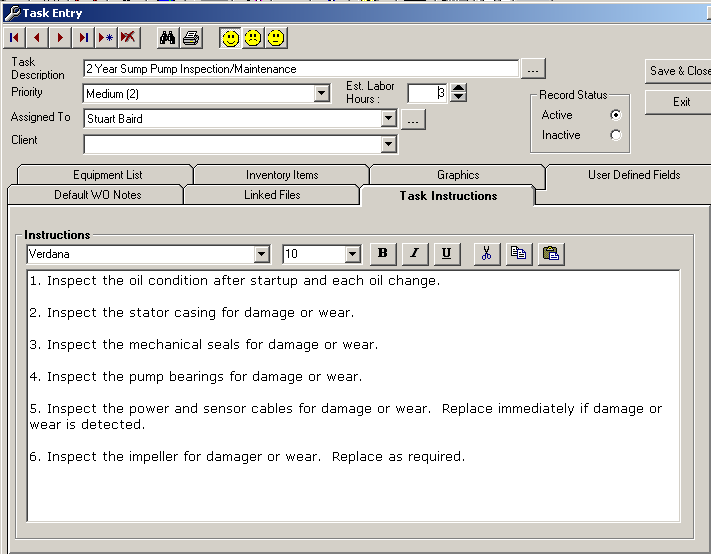 Task Entry
Task
Description
2 Year Sump Pump Inspection/Maintenance
...
Save & Close
Priority
Medium (2)
Est. Labor
Hours :
3
Record Status
Active
Inactive
Exit
Assigned To
Stuart Baird
...
Client
Equipment List
Inventory Items
Graphics
User Defined Fields
Default WO Notes
Linked Files
Task Instructions
Instructions
Verdana
10
B
I
U
1. Inspect the oil condition after startup and each oil change.
2. Inspect the stator casing for damage or wear.
3. Inspect the mechanical seals for damage or wear.
4. Inspect the pump bearings for damage or wear.
5. Inspect the power and sensor cables for damage or wear.  Replace immediately if damage or
wear is detected.
6. Inspect the impeller for damager or wear.  Replace as required.